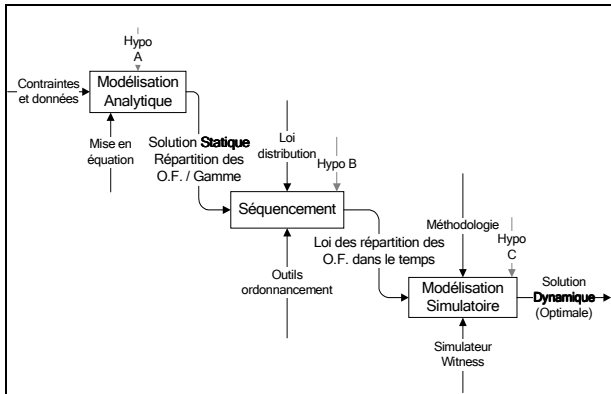 Hypo
A
Contraintes
et données
Modélisation
Analytique
Mise en
équation
Solution Statique
Répartition des
O.F. / Gamme
Loi
distribution
Hypo B
Séquencement
Outils
ordonnancement
Loi des répartition des
O.F. dans le temps
Méthodologie
Hypo
C
Modélisation
Simulatoire
Solution
Dynamique
(Optimale)
Simulateur
Witness